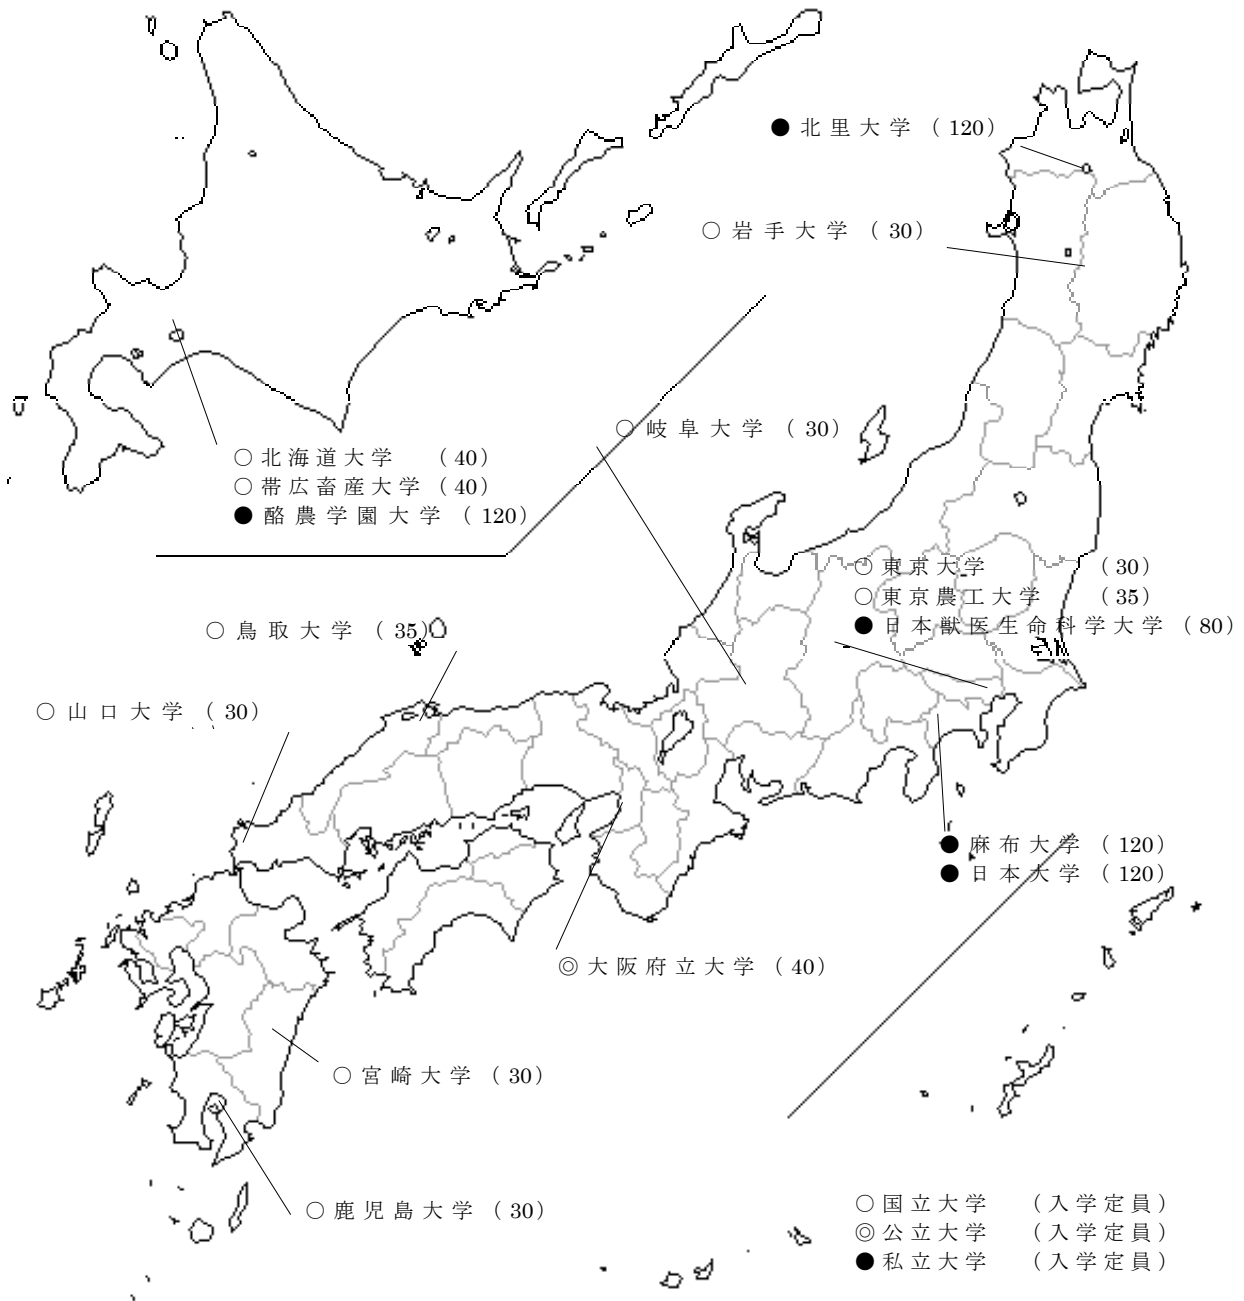 ●北里大学（120）
○岩手大学（30）
○岐阜大学（30）
○北海道大学（40）
○帯広畜産大学（40）
●酪農学園大学（120）
○東京大学（30）
○東京農工大学（35）
●日本獣医生命科学大学（80）
○鳥取大学（35）
○山口大学（30）
●麻布大学（120）
●日本大学（120）
◎大阪府立大学（40）
○宮崎大学（30）
○鹿児島大学（30）
○国立大学（入学定員）
◎公立大学（入学定員）
●私立大学（入学定員）